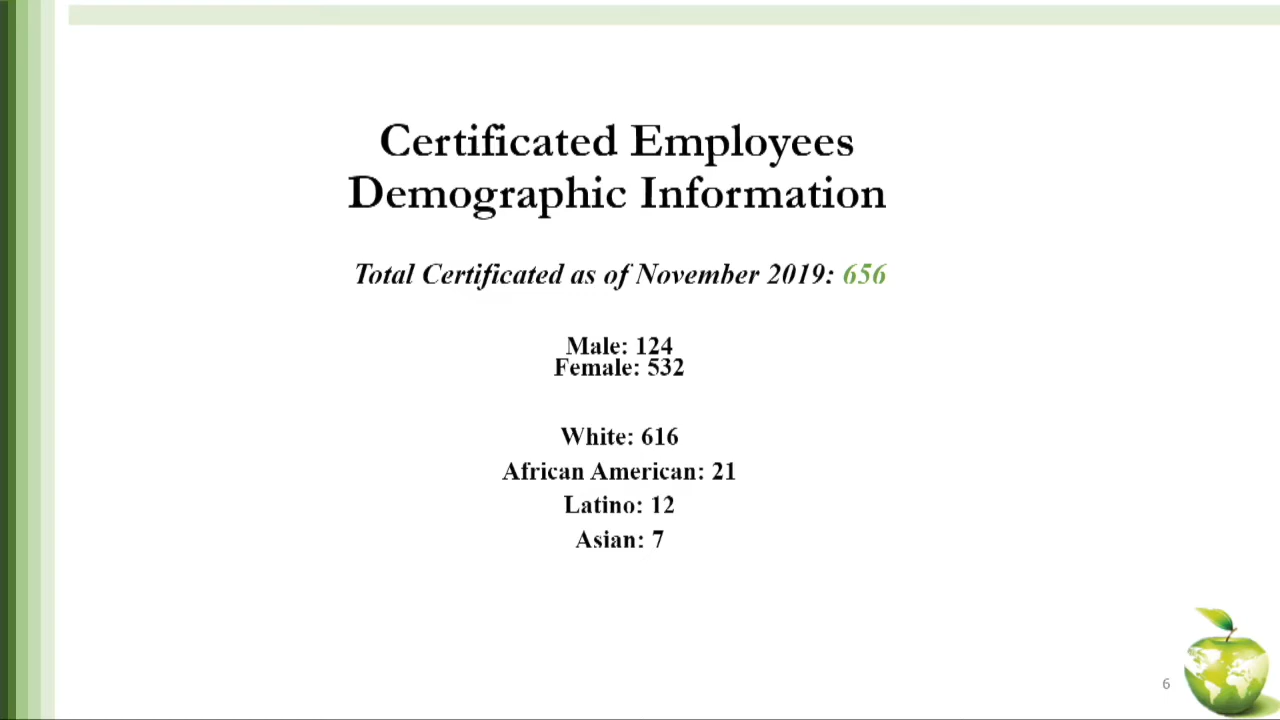 Certificated Employees
Demographic Information
Total Certificated as of November 2019: 656
Male: 124
Female: 532
White: 616
African American: 21
Latino: 12
Asian: 7
6